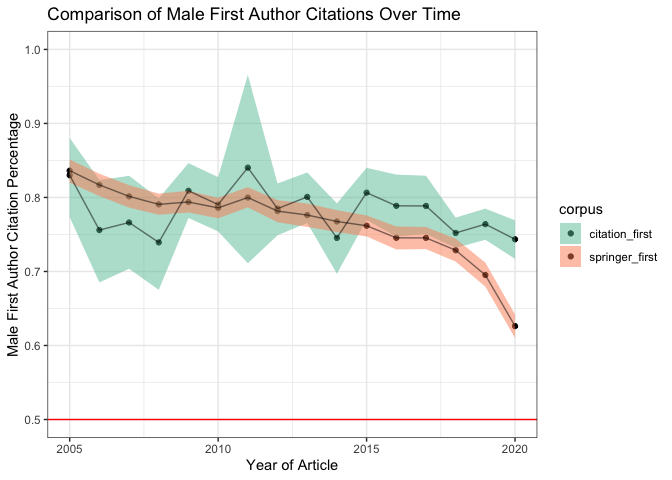 Comparison of Male First Author Citations Over Time
1.0
0.9
0.8
0.7
0.6
0.5
Male First Author Citation Percentage
2005
2010
2015
2020
Year of Article
corpus
citation_first
springer_first